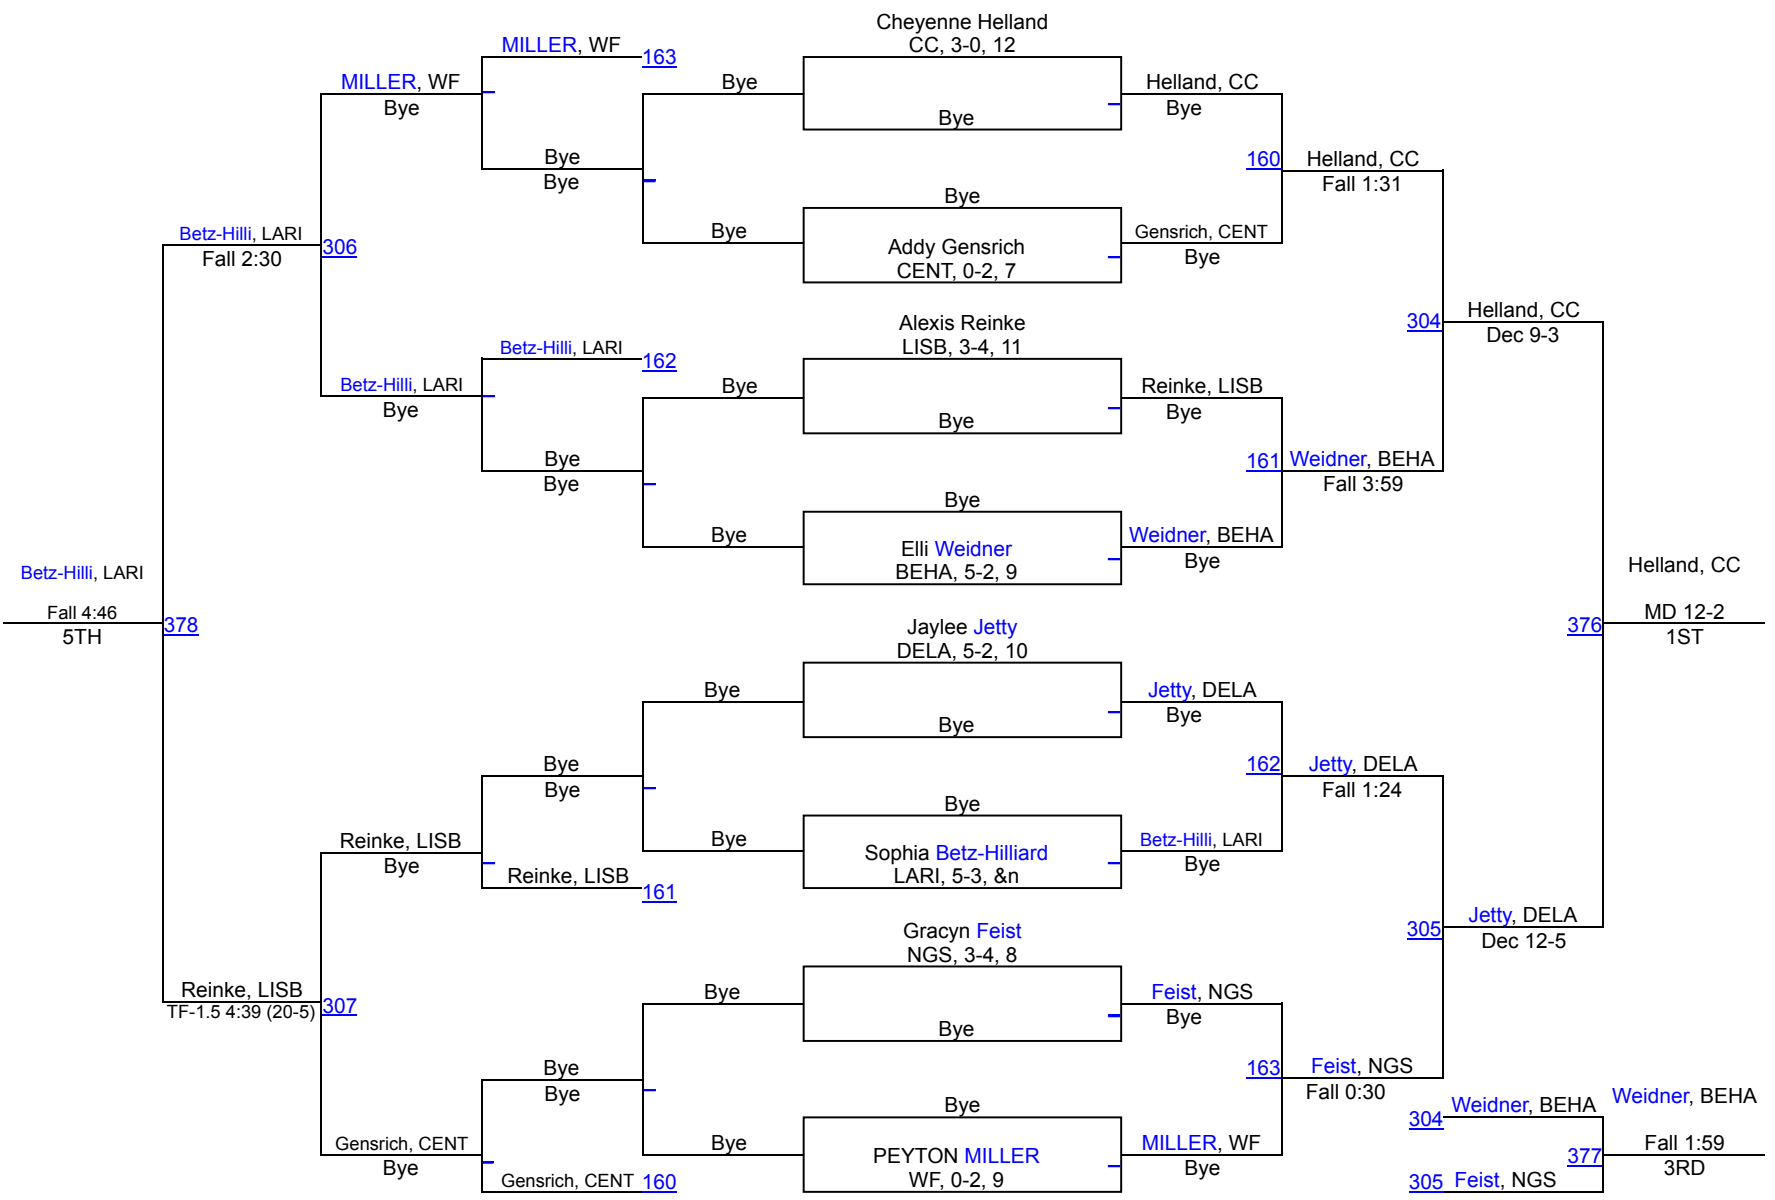 Cheyenne Helland
CC, 3-0, 12
MILLER, WF
163
MILLER, WF
Bye
Bye
Bye
Helland, CC
Bye
Bye
Bye
160
Helland, CC
Fall 1:31
Bye
Bye
Addy Gensrich
CENT, 0-2, 7
Gensrich, CENT
Bye
Betz-Hilli, LARI
Fall 2:30
306
Alexis Reinke
LISB, 3-4, 11
304
Helland, CC
Dec 9-3
Betz-Hilli, LARI
162
Betz-Hilli, LARI
Bye
Bye
Bye
Reinke, LISB
Bye
Bye
Bye
161
Weidner, BEHA
Fall 3:59
Bye
Bye
Elli Weidner
BEHA, 5-2, 9
Weidner, BEHA
Bye
Betz-Hilli, LARI
Fall 4:46
5TH
378
376
Helland, CC
MD 12-2
1ST
Jaylee Jetty
DELA, 5-2, 10
Bye
Bye
Jetty, DELA
Bye
Bye
Bye
162
Jetty, DELA
Fall 1:24
Bye
Reinke, LISB
Bye
Bye
Sophia Betz-Hilliard
LARI, 5-3, &n
Betz-Hilli, LARI
Bye
Reinke, LISB
161
Gracyn Feist
NGS, 3-4, 8
305
Jetty, DELA
Dec 12-5
Reinke, LISB
TF-1.5 4:39 (20-5)
307
Bye
Bye
Feist, NGS
Bye
Bye
Bye
163
Feist, NGS
Fall 0:30
Bye
Gensrich, CENT
Bye
Bye
PEYTON MILLER
WF, 0-2, 9
MILLER, WF
Bye
Gensrich, CENT
160
304
Weidner, BEHA
Weidner, BEHA
377
Fall 1:59
3RD
305
Feist, NGS